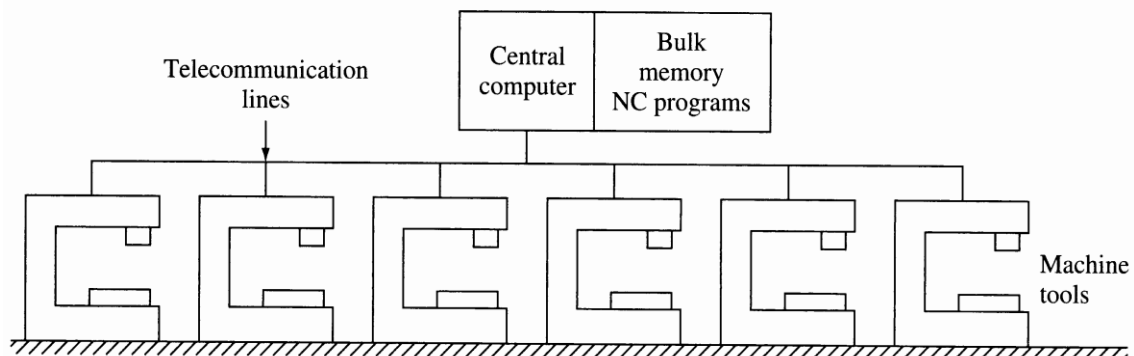 Telecommunication
lines
Central
computer
Bulk
memory
NC programs
Machine
tools